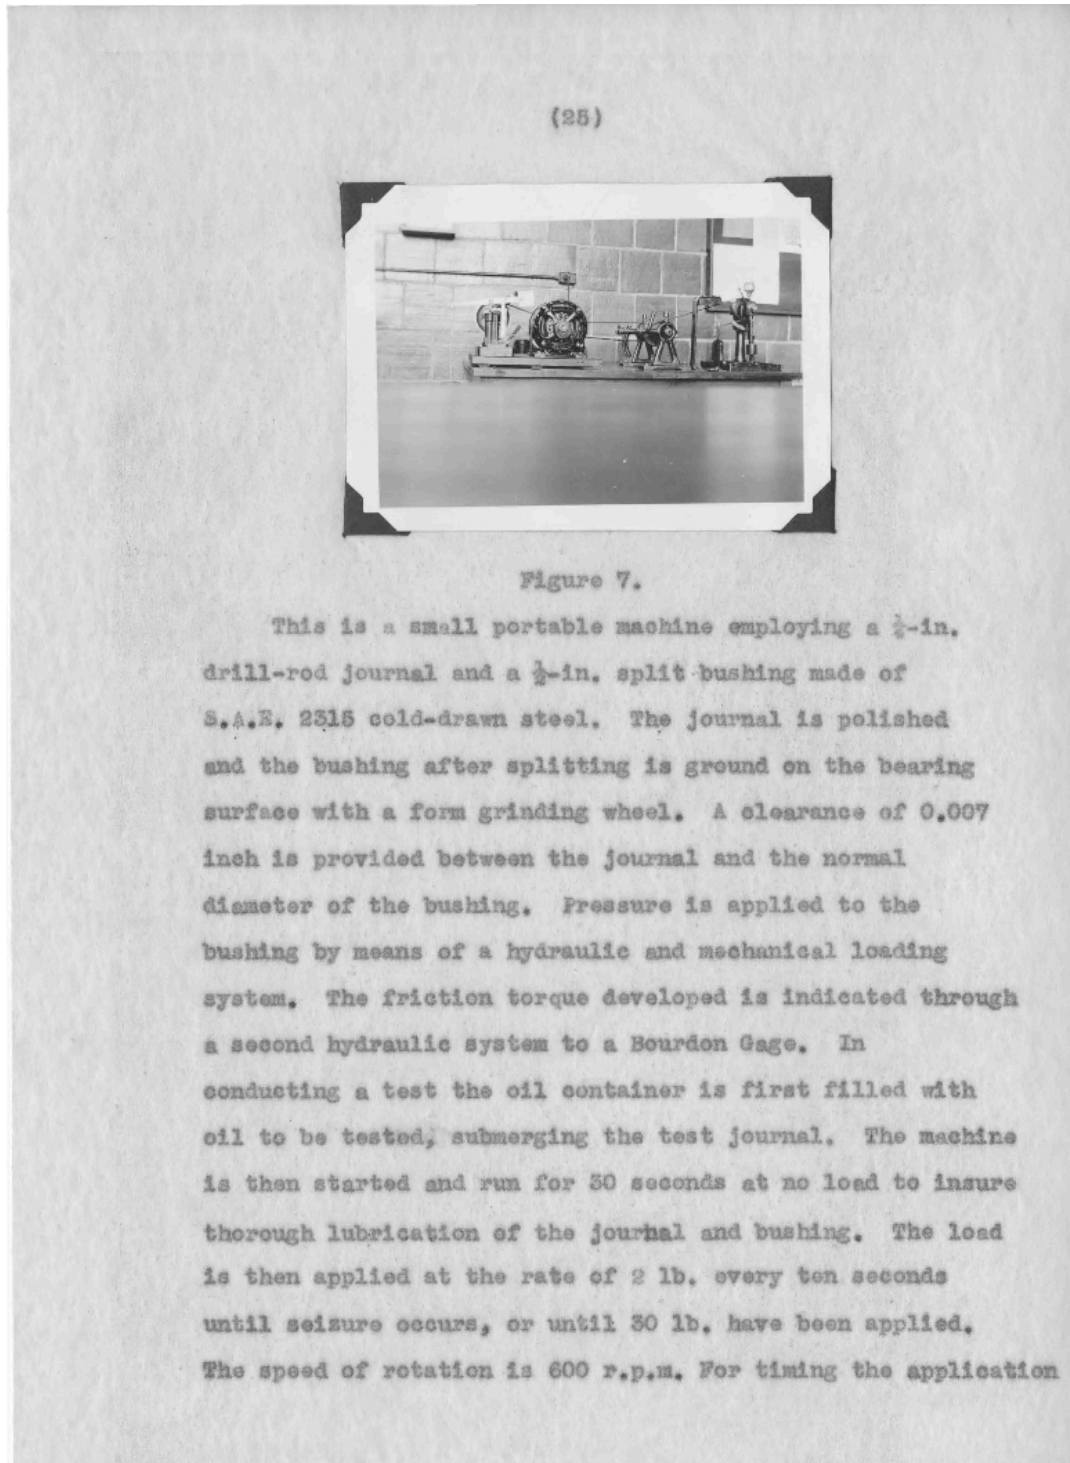 (25)
Figure 7.
This is a small portable machine employing a ¼-in.
drill-rod journal and a ½-in. split bushing made of
S.A.E. 2315 cold-drawn steel. The journal is polished
and the bushing after splitting is ground on the bearing
surface with a form grinding wheel. A clearance of 0.007
inch is provided between the journal and the normal
diameter of the bushing. Pressure is applied to the
bushing by means of a hydraulic and mechanical loading
system. The friction torque developed is indicated through
a second hydraulic system to a Bourdon Gage. In
conducting a test the oil container is first filled with
oil to be tested, submerging the test journal. The machine
is then started and run for 30 seconds at no load to insure
thorough lubrication of the journal and bushing. The load
is then applied at the rate of 2 lb. every ten seconds
until seizure occurs, or until 30 lb. have been applied.
The speed of rotation is 600 r.p.m. For timing the application